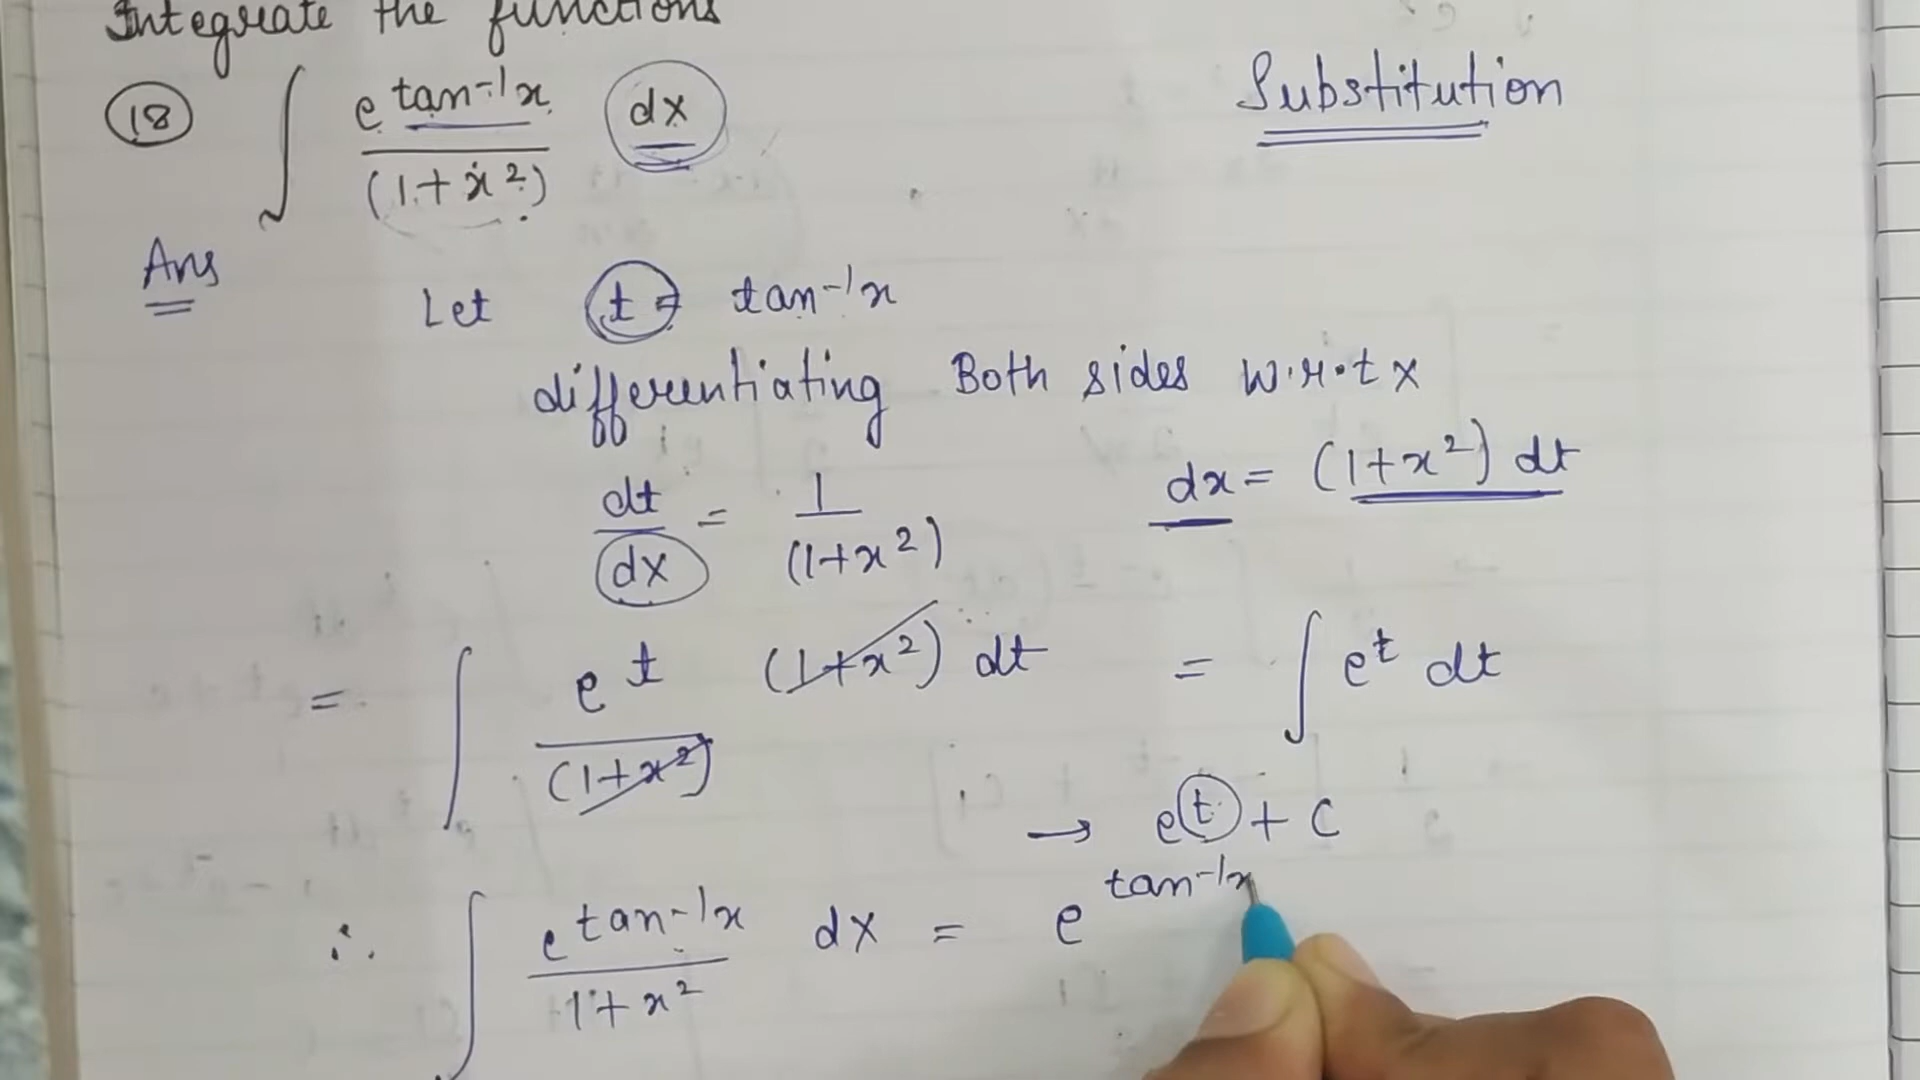 Integrate the functions
18 ∫ e^tan⁻¹x / (1+x²) dx Substitution
Ans
Let t = tan⁻¹x
differentiating Both sides w.r.t x
dt/dx = 1/(1+x²) dx = (1+x²) dt
= ∫ e^t / (1+x²) (1+x²) dt = ∫ e^t dt
→ e^t + C
∴ ∫ e^tan⁻¹x / 1+x² dx = e^tan⁻¹x